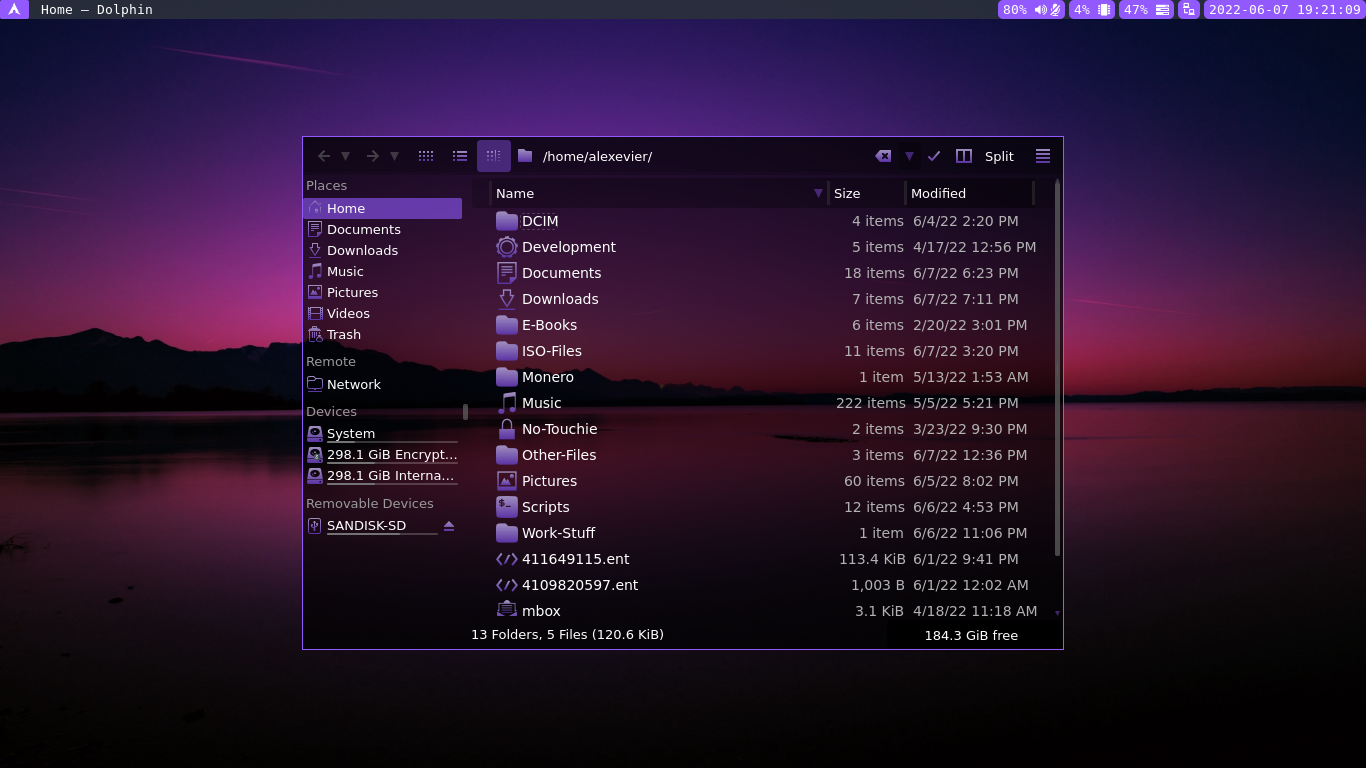 Home — Dolphin 80% 4% 47% 2022-06-07 19:21:09
/home/alexevier/ Split
Places
Home
Documents
Downloads
Music
Pictures
Videos
Trash
Remote
Network
Devices
System
298.1 GiB Encrypt...
298.1 GiB Interna...
Removable Devices
SANDISK-SD
Name Size Modified
DCIM 4 items 6/4/22 2:20 PM
Development 5 items 4/17/22 12:56 PM
Documents 18 items 6/7/22 6:23 PM
Downloads 7 items 6/7/22 7:11 PM
E-Books 6 items 2/20/22 3:01 PM
ISO-Files 11 items 6/7/22 3:20 PM
Monero 1 item 5/13/22 1:53 AM
Music 222 items 5/5/22 5:21 PM
No-Touchie 2 items 3/23/22 9:30 PM
Other-Files 3 items 6/7/22 12:36 PM
Pictures 60 items 6/5/22 8:02 PM
Scripts 12 items 6/6/22 4:53 PM
Work-Stuff 1 item 6/6/22 11:06 PM
411649115.ent 113.4 KiB 6/1/22 9:41 PM
4109820597.ent 1,003 B 6/1/22 12:02 AM
mbox 3.1 KiB 4/18/22 11:18 AM
13 Folders, 5 Files (120.6 KiB) 184.3 GiB free